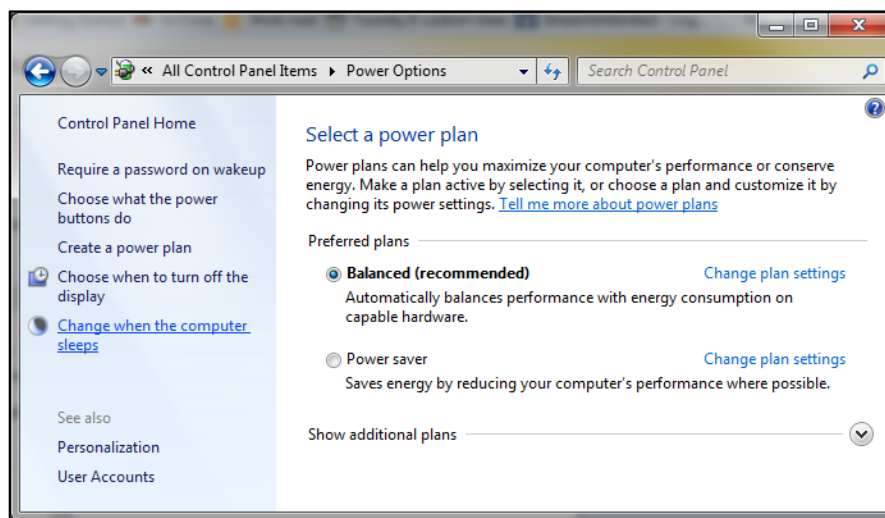 « All Control Panel Items ▸ Power Options
Search Control Panel
Control Panel Home
Require a password on wakeup
Choose what the power
buttons do
Create a power plan
Choose when to turn off the
display
Change when the computer
sleeps
See also
Personalization
User Accounts
Select a power plan
Power plans can help you maximize your computer's performance or conserve
energy. Make a plan active by selecting it, or choose a plan and customize it by
changing its power settings. Tell me more about power plans
Preferred plans
Balanced (recommended) Change plan settings
Automatically balances performance with energy consumption on
capable hardware.
Power saver Change plan settings
Saves energy by reducing your computer's performance where possible.
Show additional plans